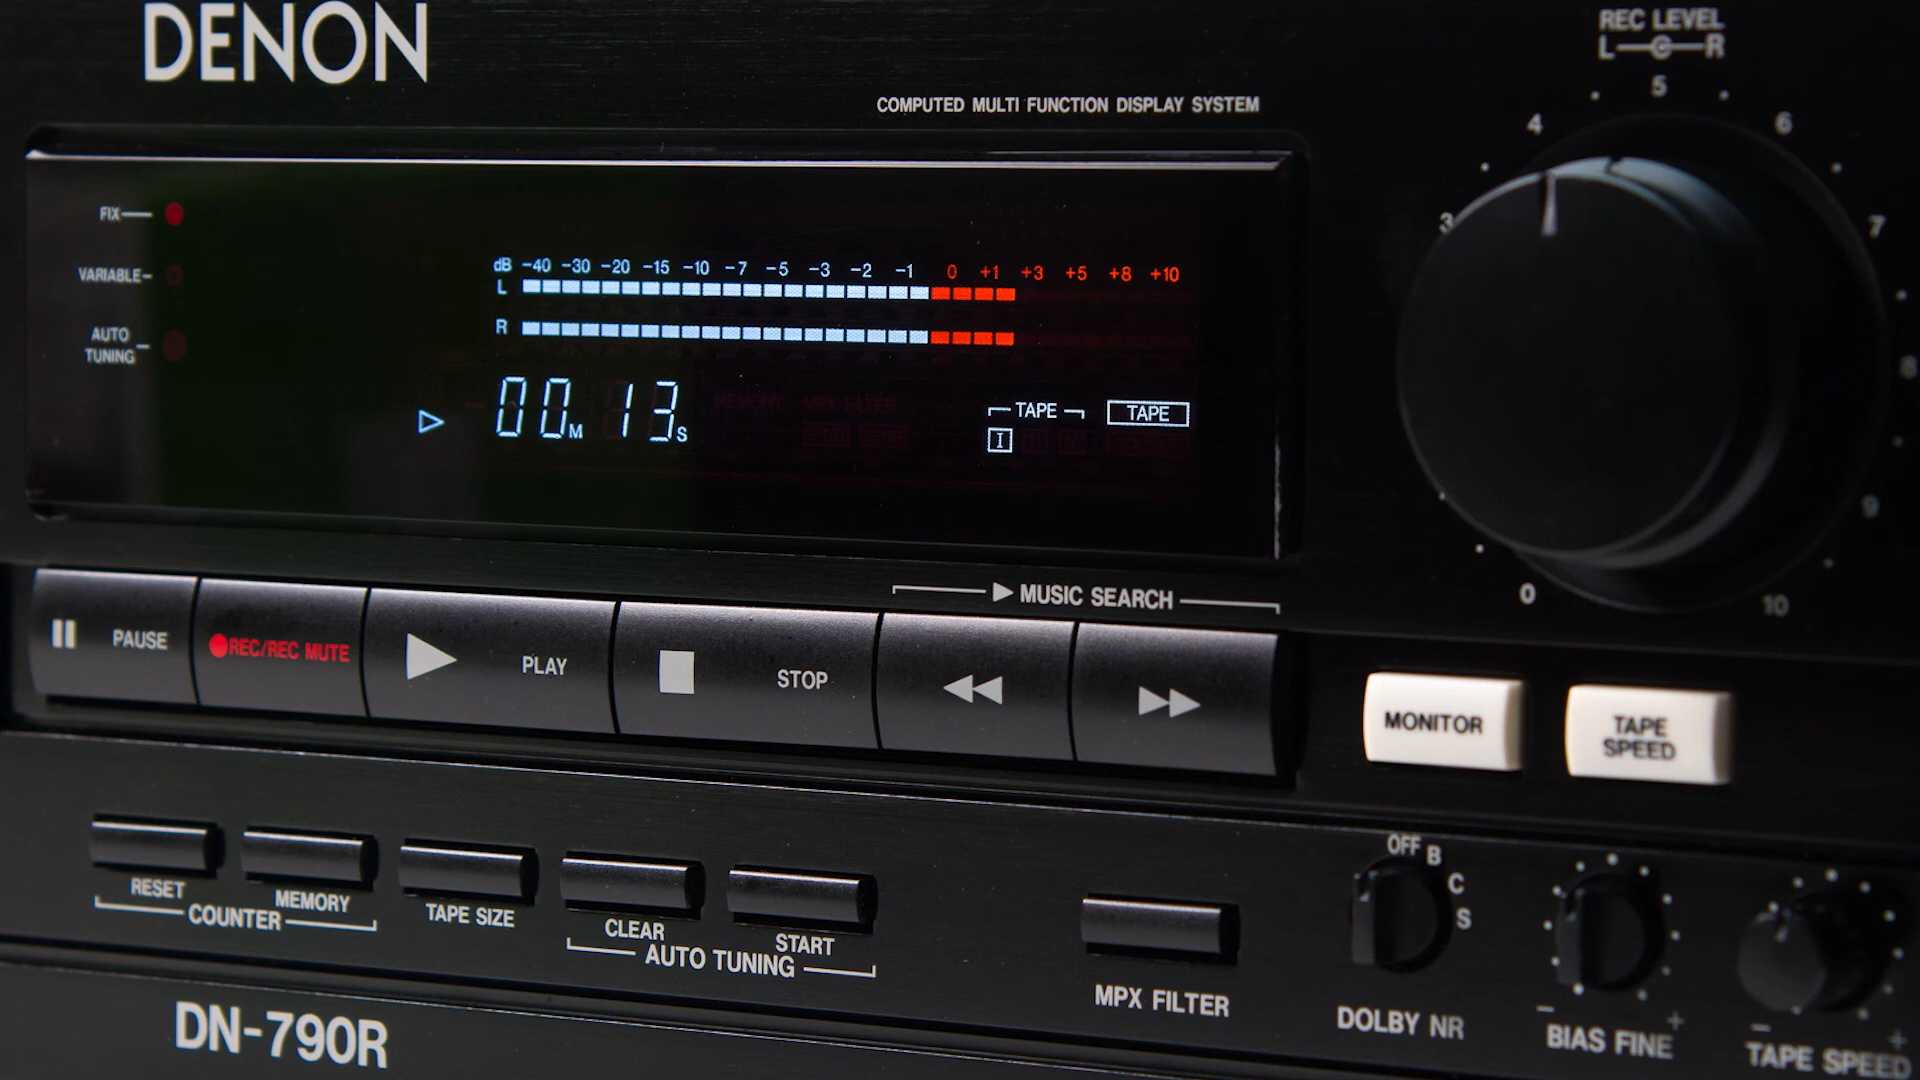 DENON
COMPUTED MULTI FUNCTION DISPLAY SYSTEM
REC LEVEL
L C R
0 3 4 5 6 7 8 9 10
FIX
VARIABLE
AUTO
TUNING
dB -40 -30 -20 -15 -10 -7 -5 -3 -2 -1 0 +1 +3 +5 +8 +10
L
R
00M 13S
TAPE
TAPE
I
MUSIC SEARCH
PAUSE
REC/REC MUTE
PLAY
STOP
MONITOR
TAPE
SPEED
RESET
MEMORY
COUNTER
TAPE SIZE
CLEAR
START
AUTO TUNING
MPX FILTER
OFF B C S
DOLBY NR
- +
BIAS FINE
- +
TAPE SPEED
DN-790R